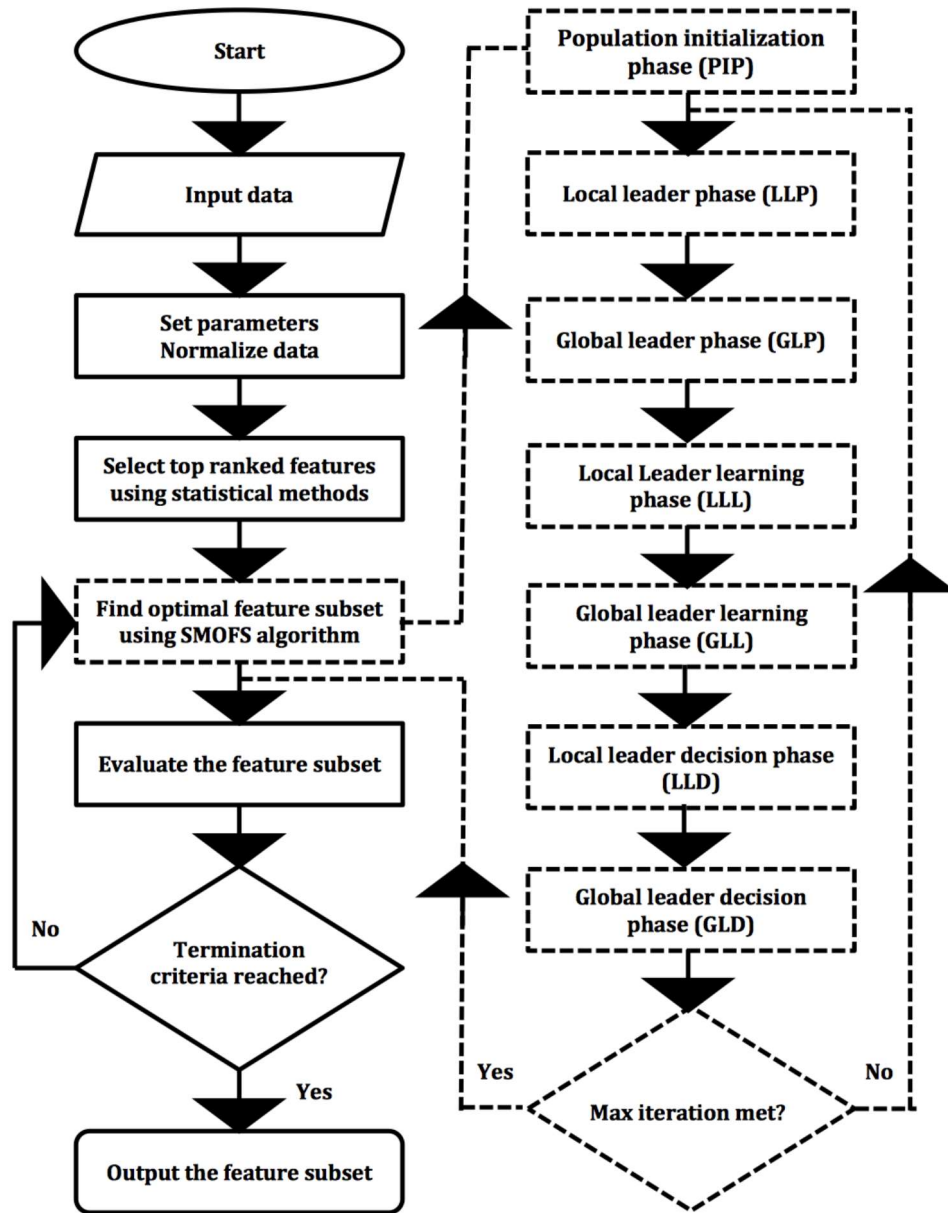 Start
Input data
Set parameters
Normalize data
Select top ranked features
using statistical methods
Find optimal feature subset
using SMOFS algorithm
Evaluate the feature subset
No
Termination
criteria reached?
Yes
Output the feature subset
Population initialization
phase (PIP)
Local leader phase (LLP)
Global leader phase (GLP)
Local Leader learning
phase (LLL)
Global leader learning
phase (GLL)
Local leader decision phase
(LLD)
Global leader decision
phase (GLD)
Yes
No
Max iteration met?